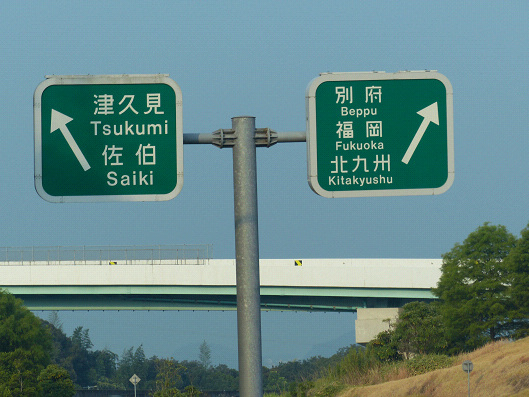 津久見
Tsukumi
佐伯
Saiki
別府
Beppu
福岡
Fukuoka
北九州
Kitakyushu